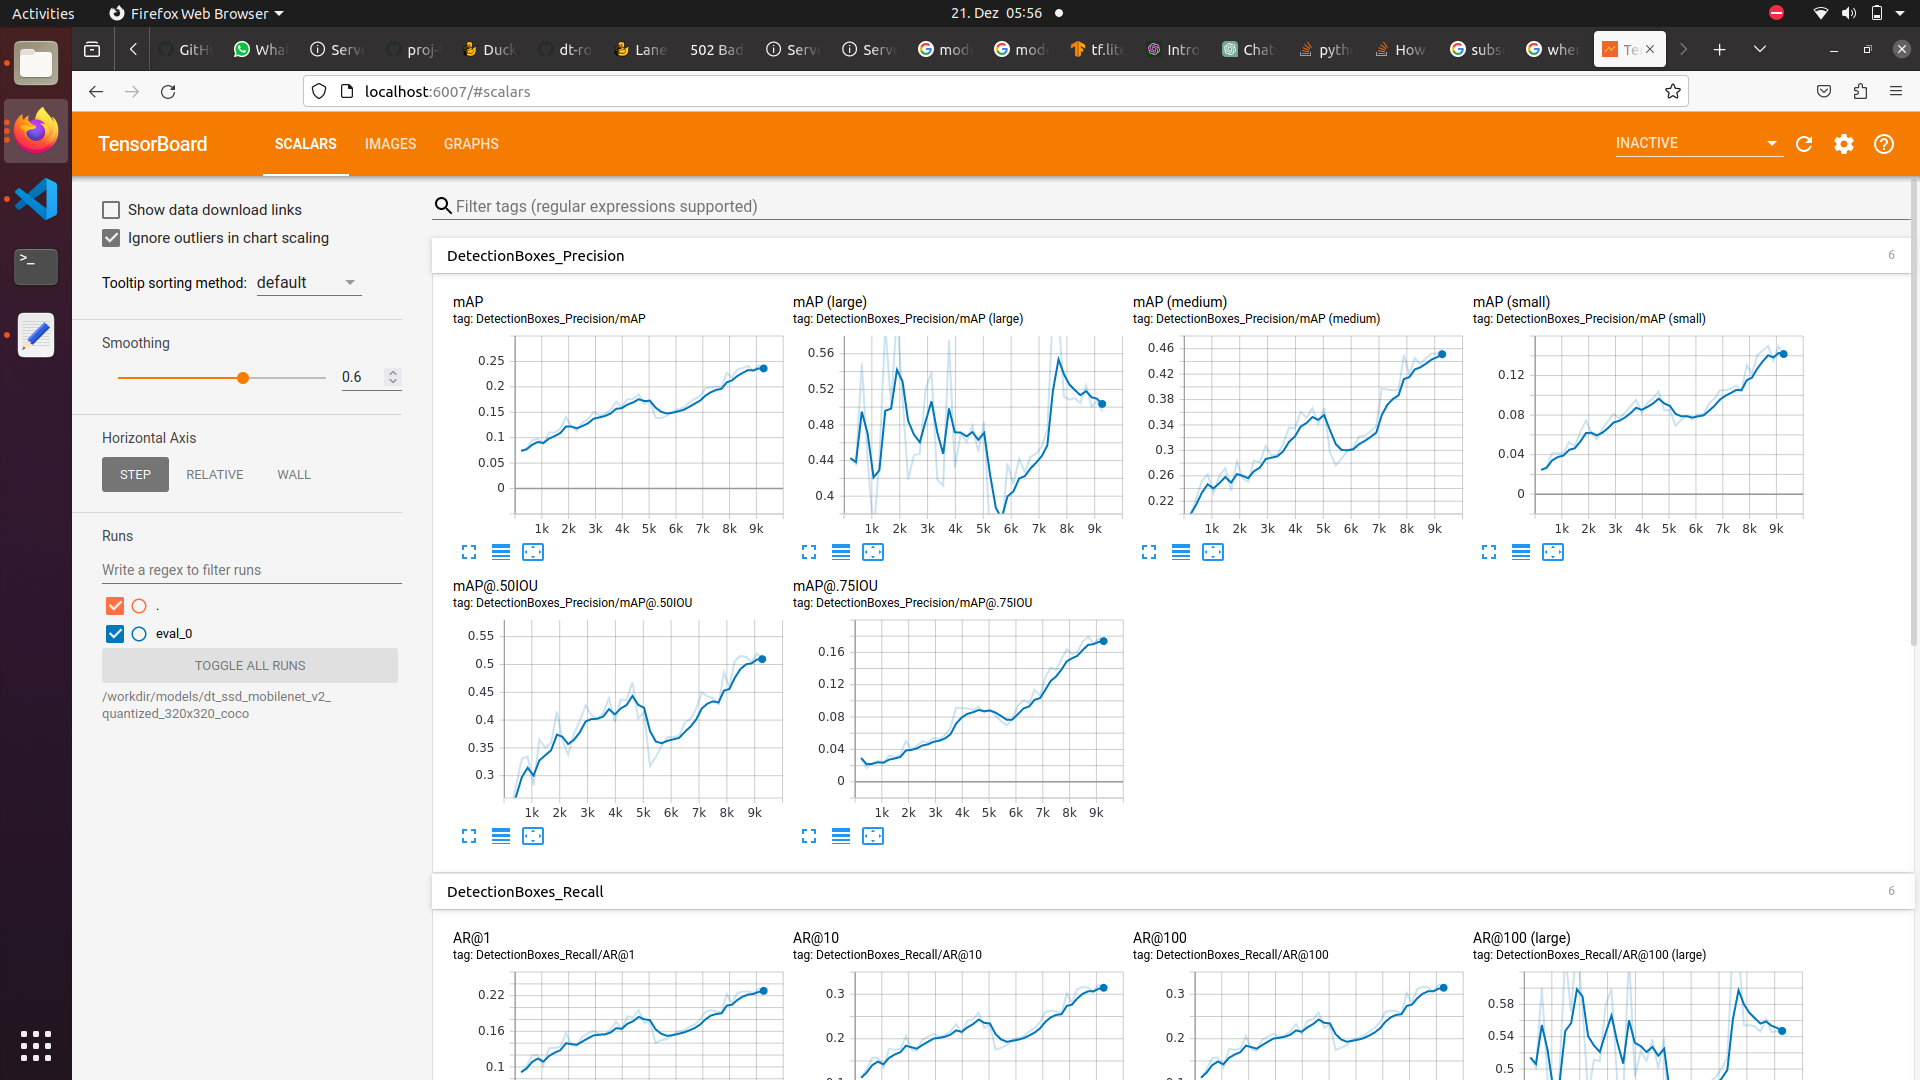 Activities
Firefox Web Browser
21. Dez 05:56
GitH
What
Serv
proj-
Duck
dt-ro
Lane
502 Bad
Serv
Serv
mod
mod
tf.lite
Intro
Chat
pyth
How
subs
wher
Te
localhost:6007/#scalars
TensorBoard
SCALARS
IMAGES
GRAPHS
INACTIVE
Show data download links
Ignore outliers in chart scaling
Tooltip sorting method: default
Smoothing
0.6
Horizontal Axis
STEP
RELATIVE
WALL
Runs
Write a regex to filter runs
.
eval_0
TOGGLE ALL RUNS
/workdir/models/dt_ssd_mobilenet_v2_
quantized_320x320_coco
Filter tags (regular expressions supported)
DetectionBoxes_Precision
6
mAP
tag: DetectionBoxes_Precision/mAP
0.25
0.2
0.15
0.1
0.05
0
1k 2k 3k 4k 5k 6k 7k 8k 9k
mAP (large)
tag: DetectionBoxes_Precision/mAP (large)
0.56
0.52
0.48
0.44
0.4
1k 2k 3k 4k 5k 6k 7k 8k 9k
mAP (medium)
tag: DetectionBoxes_Precision/mAP (medium)
0.46
0.42
0.38
0.34
0.3
0.26
0.22
1k 2k 3k 4k 5k 6k 7k 8k 9k
mAP (small)
tag: DetectionBoxes_Precision/mAP (small)
0.12
0.08
0.04
0
1k 2k 3k 4k 5k 6k 7k 8k 9k
mAP@.50IOU
tag: DetectionBoxes_Precision/mAP@.50IOU
0.55
0.5
0.45
0.4
0.35
0.3
1k 2k 3k 4k 5k 6k 7k 8k 9k
mAP@.75IOU
tag: DetectionBoxes_Precision/mAP@.75IOU
0.16
0.12
0.08
0.04
0
1k 2k 3k 4k 5k 6k 7k 8k 9k
DetectionBoxes_Recall
6
AR@1
tag: DetectionBoxes_Recall/AR@1
0.22
0.16
0.1
AR@10
tag: DetectionBoxes_Recall/AR@10
0.3
0.2
AR@100
tag: DetectionBoxes_Recall/AR@100
0.3
0.2
AR@100 (large)
tag: DetectionBoxes_Recall/AR@100 (large)
0.58
0.54
0.5